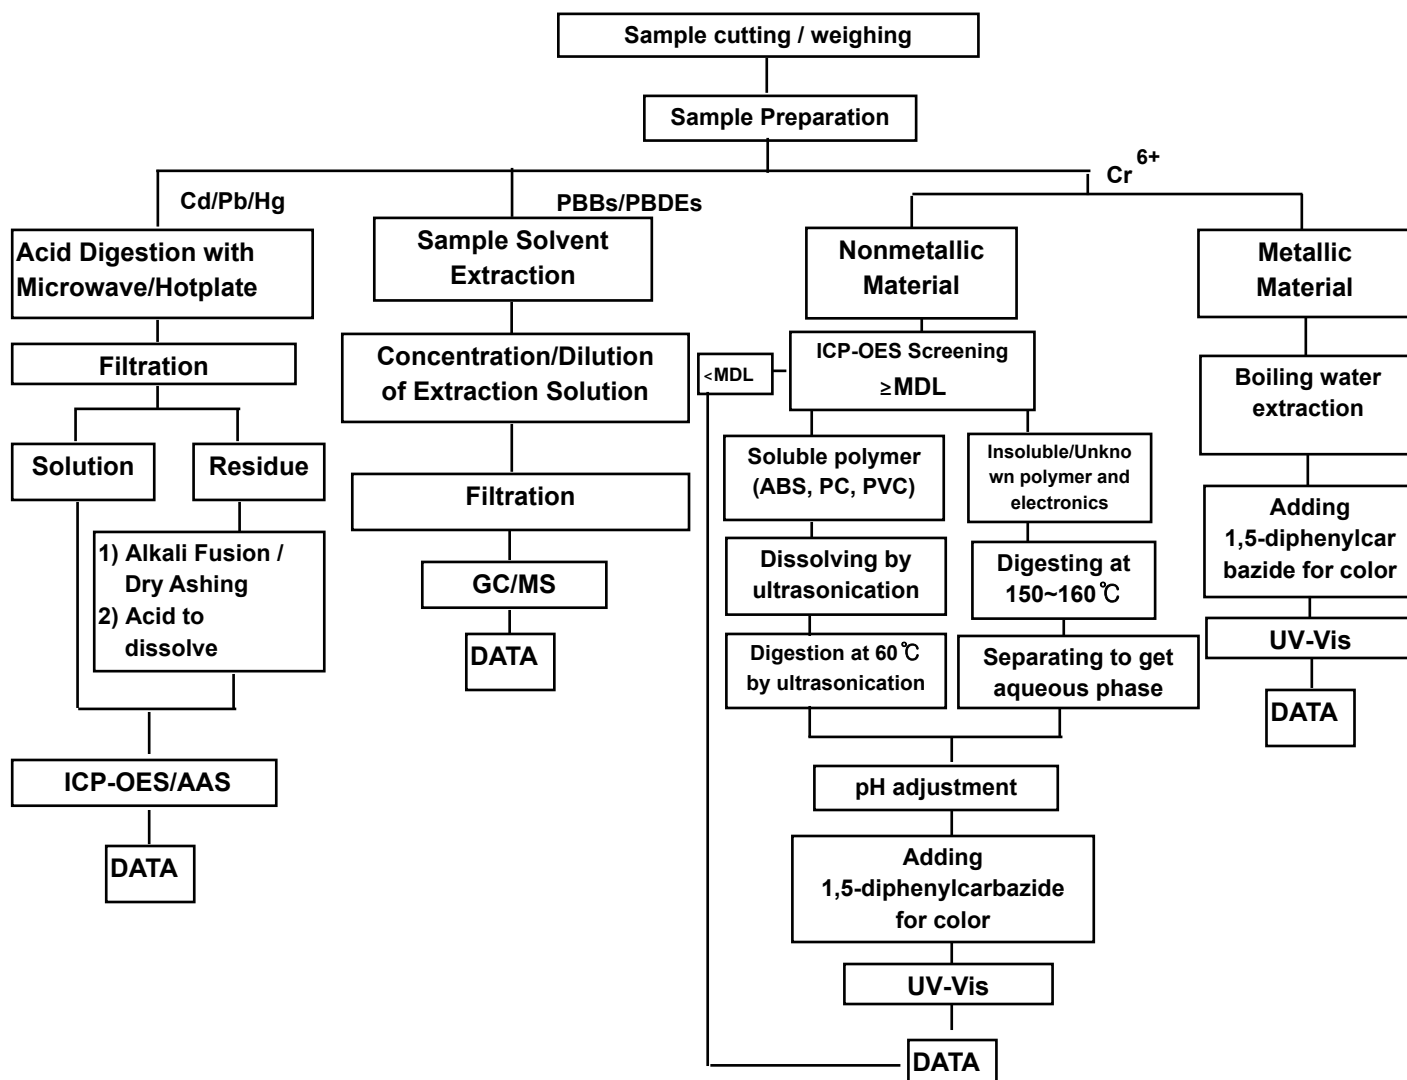 Sample cutting / weighing
Sample Preparation
Cd/Pb/Hg
PBBs/PBDEs
Cr6+
Acid Digestion with
Microwave/Hotplate
Filtration
Solution
Residue
1) Alkali Fusion /
Dry Ashing
2) Acid to
dissolve
ICP-OES/AAS
DATA
Sample Solvent
Extraction
Concentration/Dilution
of Extraction Solution
Filtration
GC/MS
DATA
Nonmetallic
Material
ICP-OES Screening
≥MDL
<MDL
Soluble polymer
(ABS, PC, PVC)
Dissolving by
ultrasonication
Digestion at 60℃
by ultrasonication
Insoluble/Unkno
wn polymer and
electronics
Digesting at
150~160℃
Separating to get
aqueous phase
pH adjustment
Adding
1,5-diphenylcarbazide
for color
UV-Vis
DATA
Metallic
Material
Boiling water
extraction
Adding
1,5-diphenylcar
bazide for color
UV-Vis
DATA